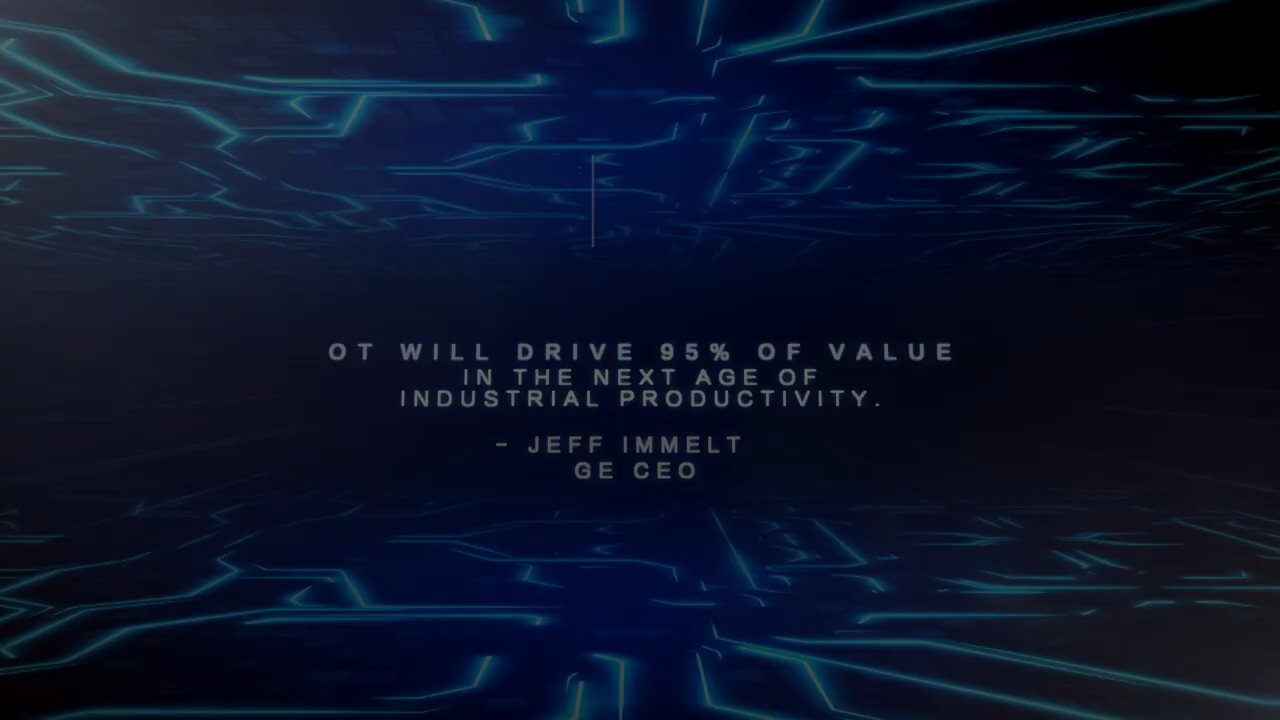 OT WILL DRIVE 95% OF VALUE
IN THE NEXT AGE OF
INDUSTRIAL PRODUCTIVITY.
- JEFF IMMELT
GE CEO